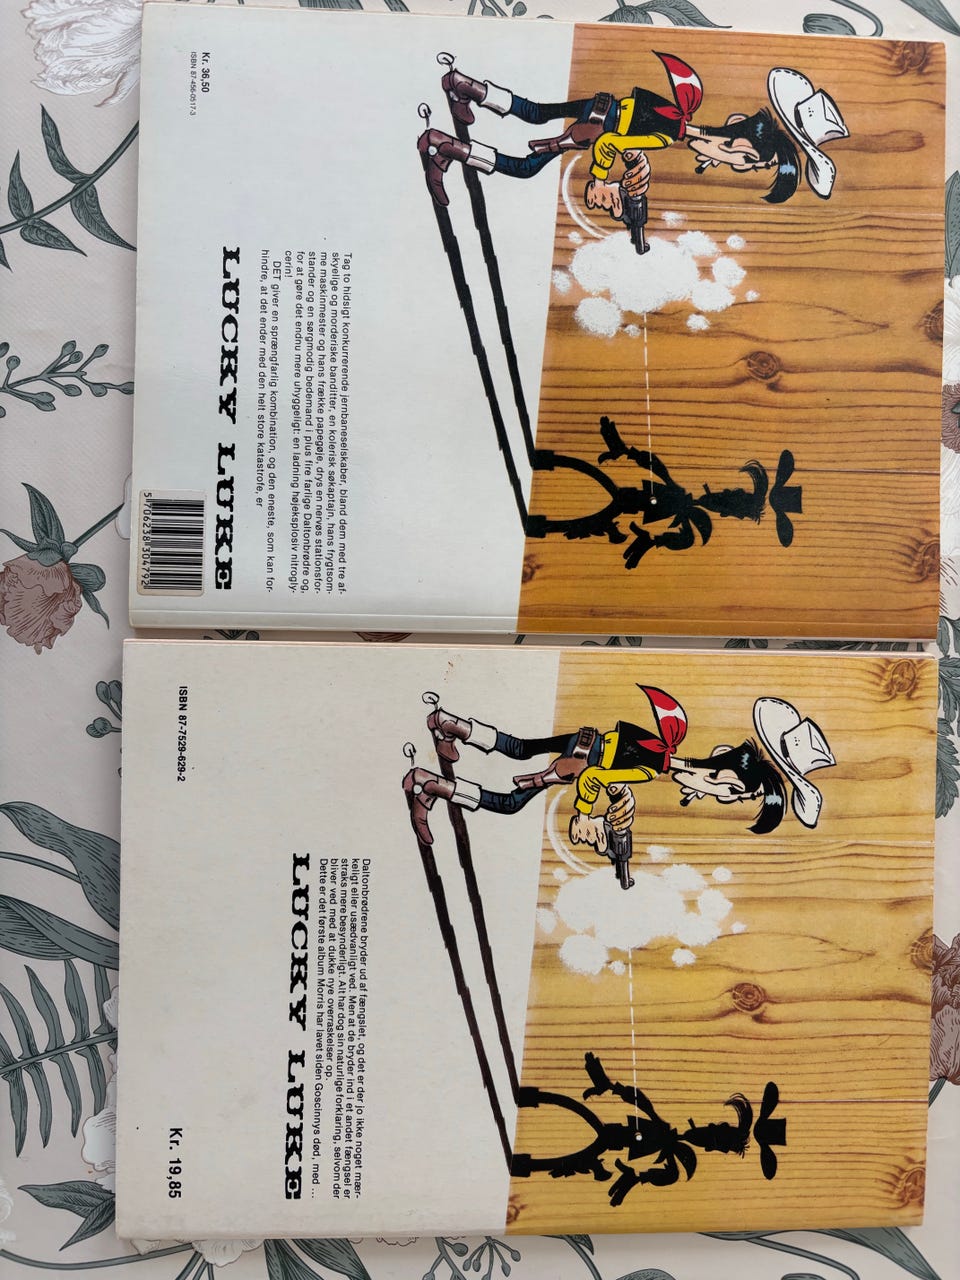 Kr. 36,50
ISBN 87-456-0517-3
Tag to hidsigt konkurrerende jernbaneselskaber, bland dem med tre af-
skyelige og morderiske banditter, en kolerisk søkaptajn, hans frygtsom-
me maskinmester og hans frække papegøje, drys en nervøs stationsfor-
stander og en sørgmodig bedemand i plus fire farlige Daltonbrødre og,
for at gøre det endnu mere uhyggeligt: en ladning højeksplosiv nitrogly-
cerin!
DET giver en sprængfarlig kombination, og den eneste, som kan for-
hindre, at det ender med den helt store katastrofe, er
LUCKY LUKE
5 706238 304792
ISBN 87-7529-629-2
Daltonbrødrene bryder ud af fængslet, og det er der jo ikke noget mær-
keligt eller usædvanligt ved. Men at de bryder ind i et andet fængsel er
straks mere besynderligt. Alt har dog sin naturlige forklaring, selvom der
bliver ved med at dukke nye overraskelser op.
Dette er det første album Morris har lavet siden Goscinnys død, med ...
LUCKY LUKE
Kr. 19,85